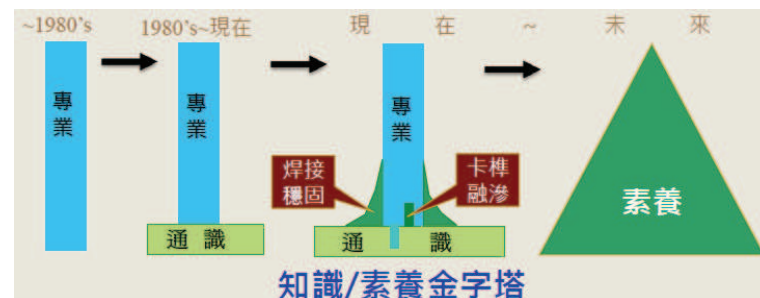 ~1980's
1980's~現在
現在~未來
專業
專業
專業
焊接
穩固
卡榫
融滲
素養
通識
通識
知識/素養金字塔